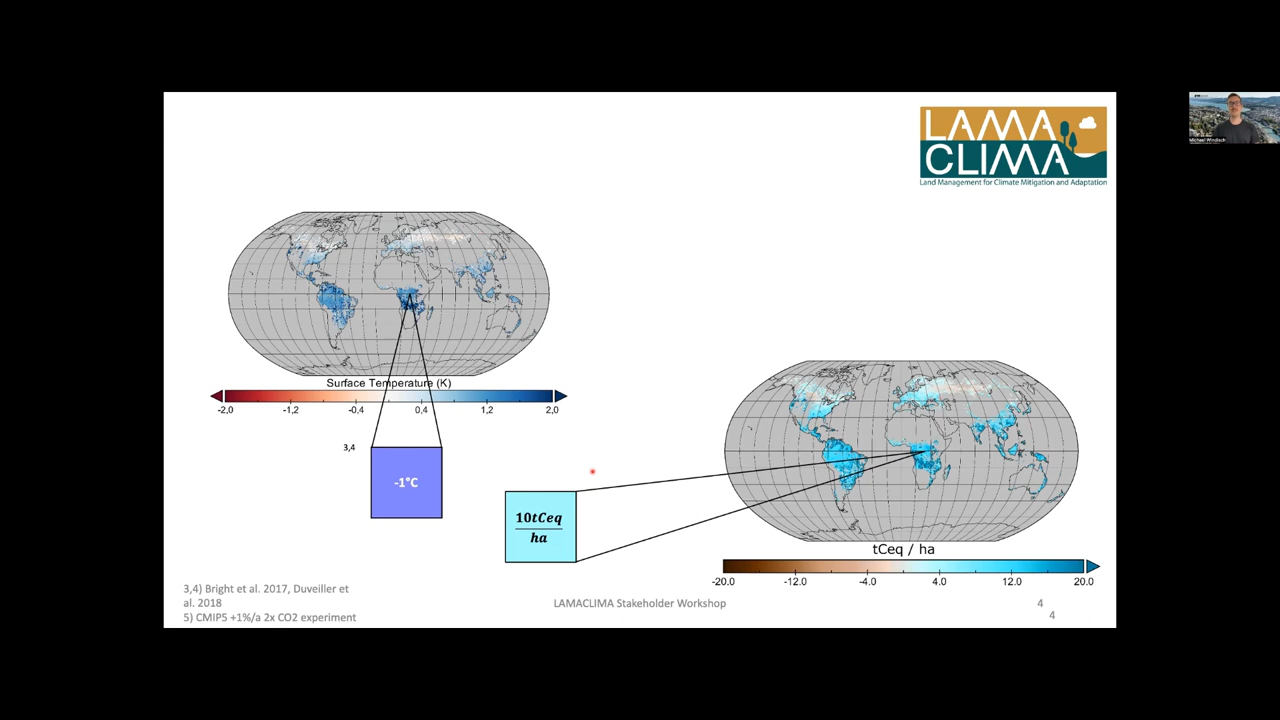 LAMA
CLIMA
Land Management for Climate Mitigation and Adaptation
Michael Windisch
Surface Temperature (K)
-2,0 -1,2 -0,4 0,4 1,2 2,0
3,4
-1°C
10tCeq
ha
tCeq / ha
-20.0 -12.0 -4.0 4.0 12.0 20.0
3,4) Bright et al. 2017, Duveiller et
al. 2018
5) CMIP5 +1%/a 2x CO2 experiment
LAMACLIMA Stakeholder Workshop
4
4